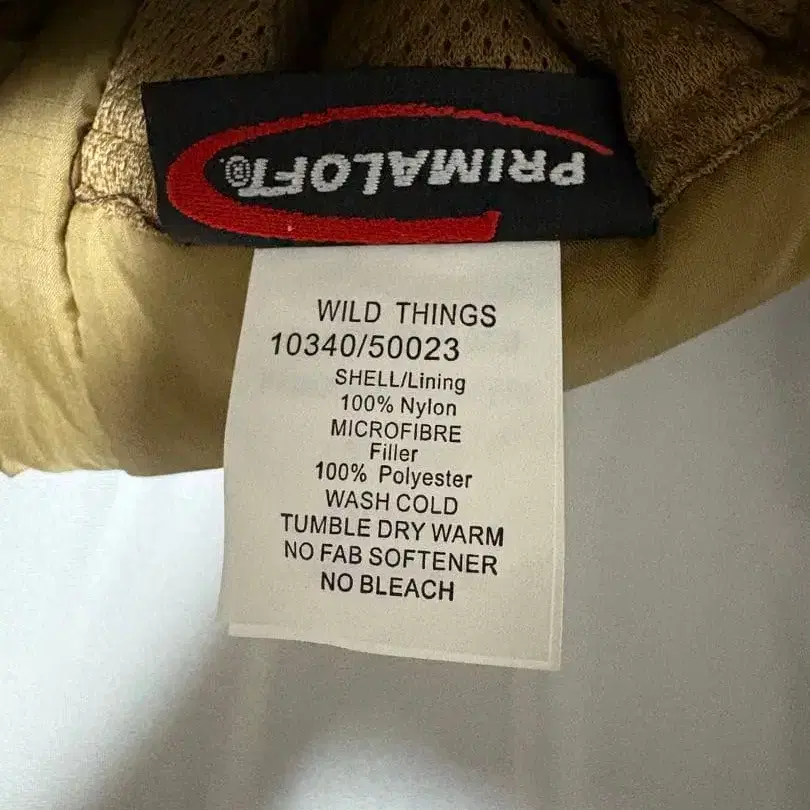 PRIMALOFT®
WILD THINGS
10340/50023
SHELL/Lining
100% Nylon
MICROFIBRE
Filler
100% Polyester
WASH COLD
TUMBLE DRY WARM
NO FAB SOFTENER
NO BLEACH